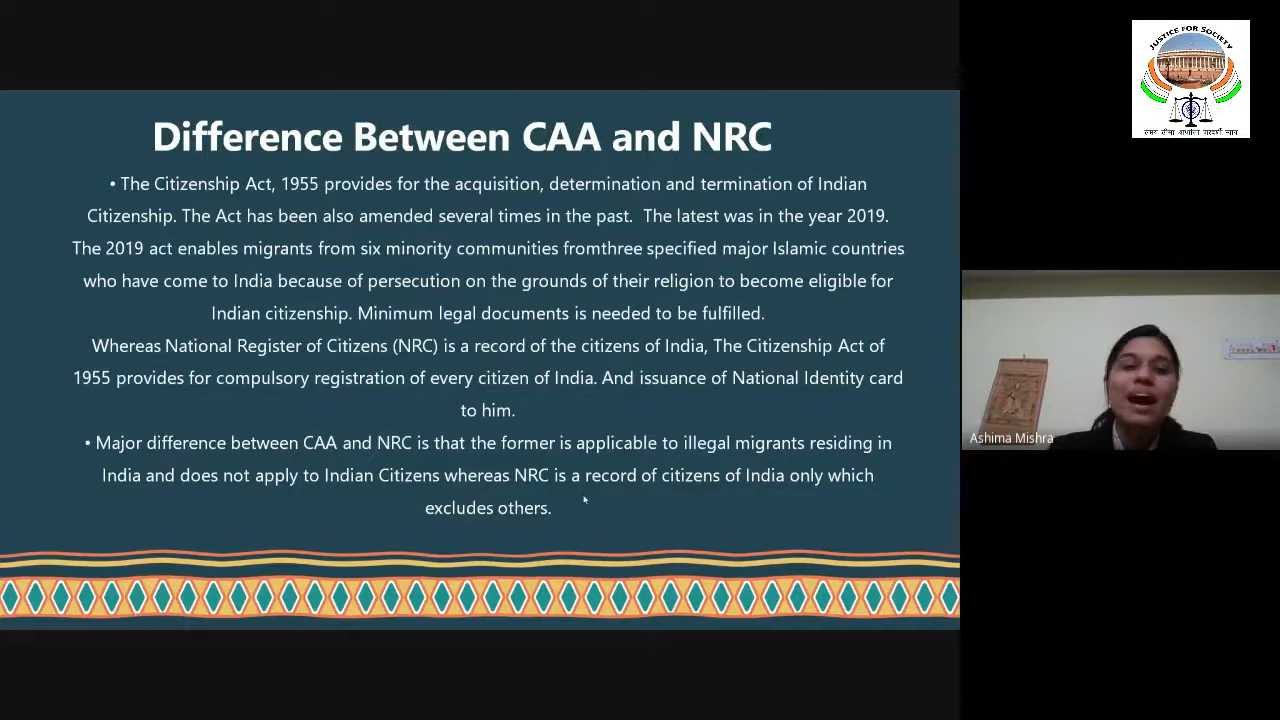 Difference Between CAA and NRC
• The Citizenship Act, 1955 provides for the acquisition, determination and termination of Indian
Citizenship. The Act has been also amended several times in the past.  The latest was in the year 2019.
The 2019 act enables migrants from six minority communities fromthree specified major Islamic countries
who have come to India because of persecution on the grounds of their religion to become eligible for
Indian citizenship. Minimum legal documents is needed to be fulfilled.
Whereas National Register of Citizens (NRC) is a record of the citizens of India, The Citizenship Act of
1955 provides for compulsory registration of every citizen of India. And issuance of National Identity card
to him.
• Major difference between CAA and NRC is that the former is applicable to illegal migrants residing in
India and does not apply to Indian Citizens whereas NRC is a record of citizens of India only which
excludes others.
JUSTICE FOR SOCIETY
Ashima Mishra